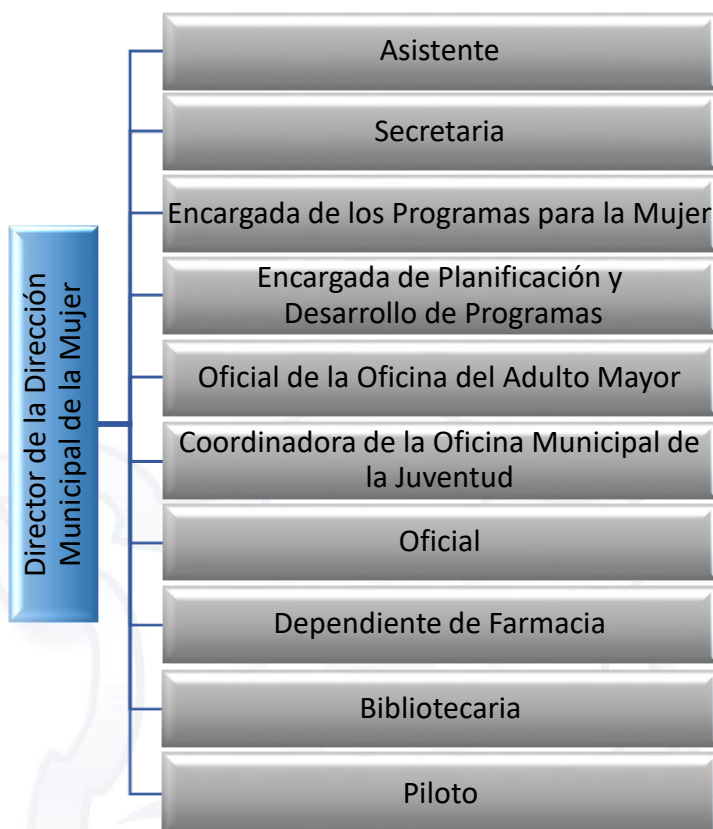 Director de la Dirección
Municipal de la Mujer
Asistente
Secretaria
Encargada de los Programas para la Mujer
Encargada de Planificación y
Desarrollo de Programas
Oficial de la Oficina del Adulto Mayor
Coordinadora de la Oficina Municipal de
la Juventud
Oficial
Dependiente de Farmacia
Bibliotecaria
Piloto